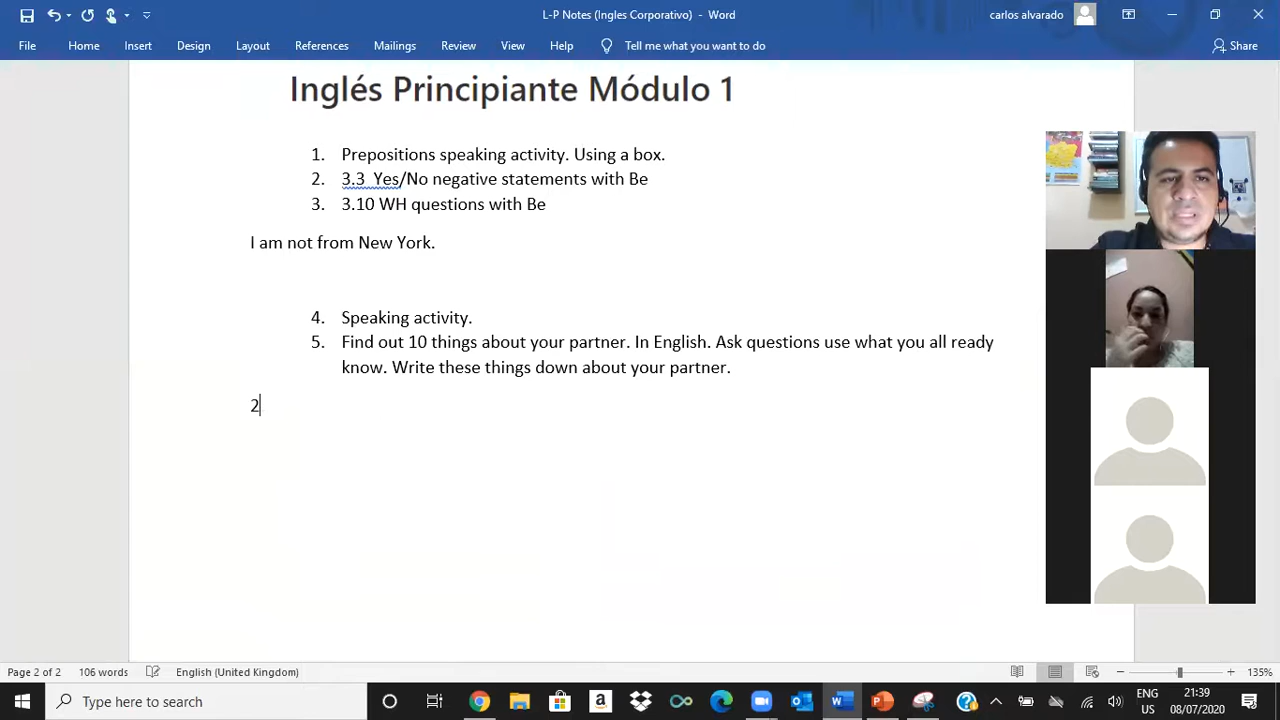 L-P Notes (Ingles Corporativo) - Word
carlos alvarado
File Home Insert Design Layout References Mailings Review View Help Tell me what you want to do Share
Inglés Principiante Módulo 1
1. Prepositions speaking activity. Using a box.
2. 3.3 Yes/No negative statements with Be
3. 3.10 WH questions with Be
I am not from New York.
4. Speaking activity.
5. Find out 10 things about your partner. In English. Ask questions use what you all ready
know. Write these things down about your partner.
2
Page 2 of 2 106 words English (United Kingdom) 135%
Type here to search
ENG
US
21:39
08/07/2020